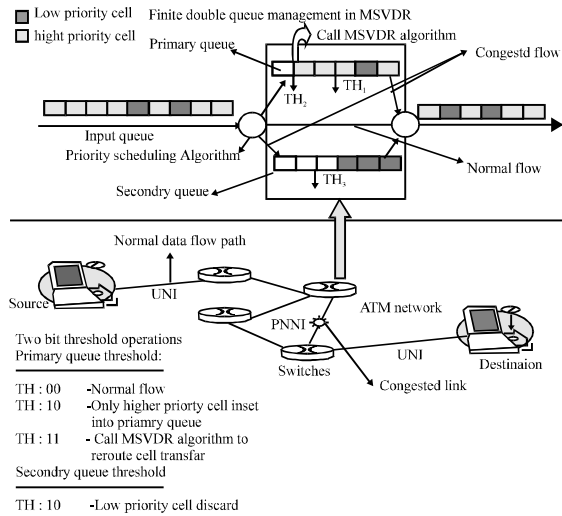 Low priority cell
hight priority cell
Finite double queue management in MSVDR
Call MSVDR algorithm
Primary queue
Congestd flow
TH2
TH1
Input queue
Priority scheduling Algorithm
Normal flow
TH3
Secondry queue
Normal data flow path
Source
UNI
ATM network
PNNI
UNI
Switches
Destinaion
Congested link
Two bit threshold operations
Primary queue threshold:
TH : 00 -Normal flow
TH : 10 -Only higher priorty cell inset
into priamry queue
TH : 11 - Call MSVDR algorithm to
reroute cell transfar
Secondry queue threshold
TH : 10 -Low priority cell discard